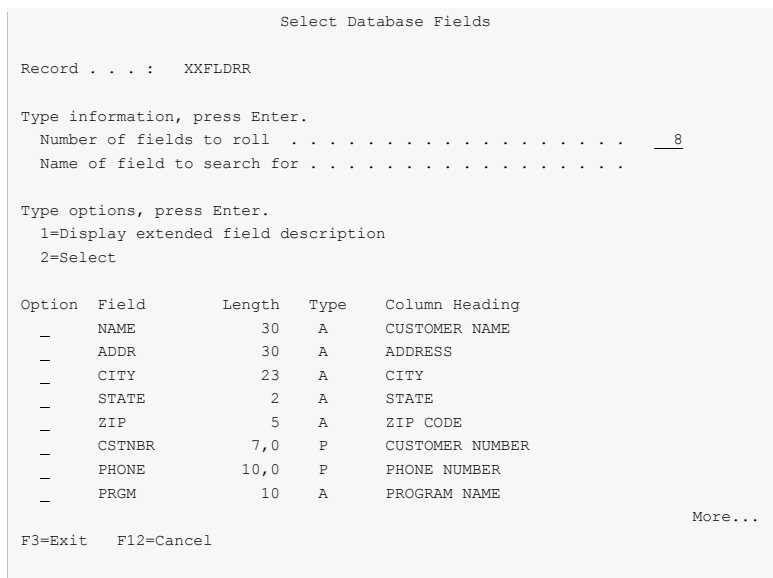 Select Database Fields
Record . . . :   XXFLDRR
Type information, press Enter.
Number of fields to roll  . . . . . . . . . . . . . . . . . .   8
Name of field to search for . . . . . . . . . . . . . . . . .
Type options, press Enter.
1=Display extended field description
2=Select
Option  Field        Length   Type    Column Heading
_     NAME             30    A      CUSTOMER NAME
_     ADDR             30    A      ADDRESS
_     CITY             23    A      CITY
_     STATE             2    A      STATE
_     ZIP               5    A      ZIP CODE
_     CSTNBR          7,0    P      CUSTOMER NUMBER
_     PHONE          10,0    P      PHONE NUMBER
_     PRGM             10    A      PROGRAM NAME
More...
F3=Exit   F12=Cancel